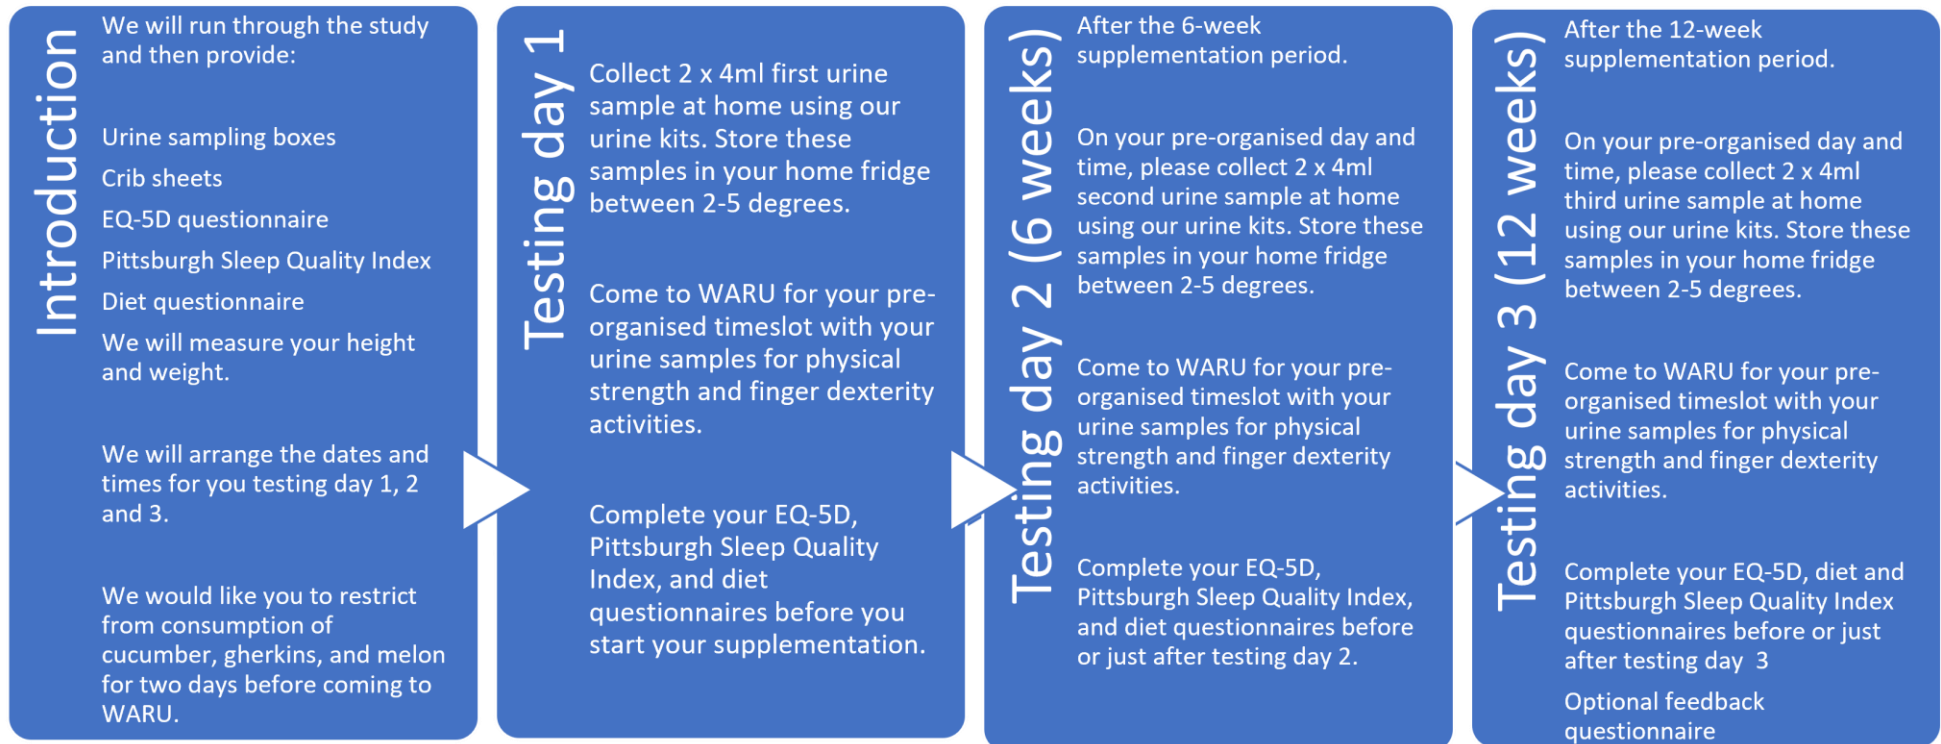 Introduction
We will run through the study
and then provide:
Urine sampling boxes
Crib sheets
EQ-5D questionnaire
Pittsburgh Sleep Quality Index
Diet questionnaire
We will measure your height
and weight.
We will arrange the dates and
times for you testing day 1, 2
and 3.
We would like you to restrict
from consumption of
cucumber, gherkins, and melon
for two days before coming to
WARU.
Testing day 1
Collect 2 x 4ml first urine
sample at home using our
urine kits. Store these
samples in your home fridge
between 2-5 degrees.
Come to WARU for your pre-
organised timeslot with your
urine samples for physical
strength and finger dexterity
activities.
Complete your EQ-5D,
Pittsburgh Sleep Quality
Index, and diet
questionnaires before you
start your supplementation.
Testing day 2 (6 weeks)
After the 6-week
supplementation period.
On your pre-organised day and
time, please collect 2 x 4ml
second urine sample at home
using our urine kits. Store these
samples in your home fridge
between 2-5 degrees.
Come to WARU for your pre-
organised timeslot with your
urine samples for physical
strength and finger dexterity
activities.
Complete your EQ-5D,
Pittsburgh Sleep Quality Index,
and diet questionnaires before
or just after testing day 2.
Testing day 3 (12 weeks)
After the 12-week
supplementation period.
On your pre-organised day and
time, please collect 2 x 4ml
third urine sample at home
using our urine kits. Store these
samples in your home fridge
between 2-5 degrees.
Come to WARU for your pre-
organised timeslot with your
urine samples for physical
strength and finger dexterity
activities.
Complete your EQ-5D, diet and
Pittsburgh Sleep Quality Index
questionnaires before or just
after testing day  3
Optional feedback
questionnaire